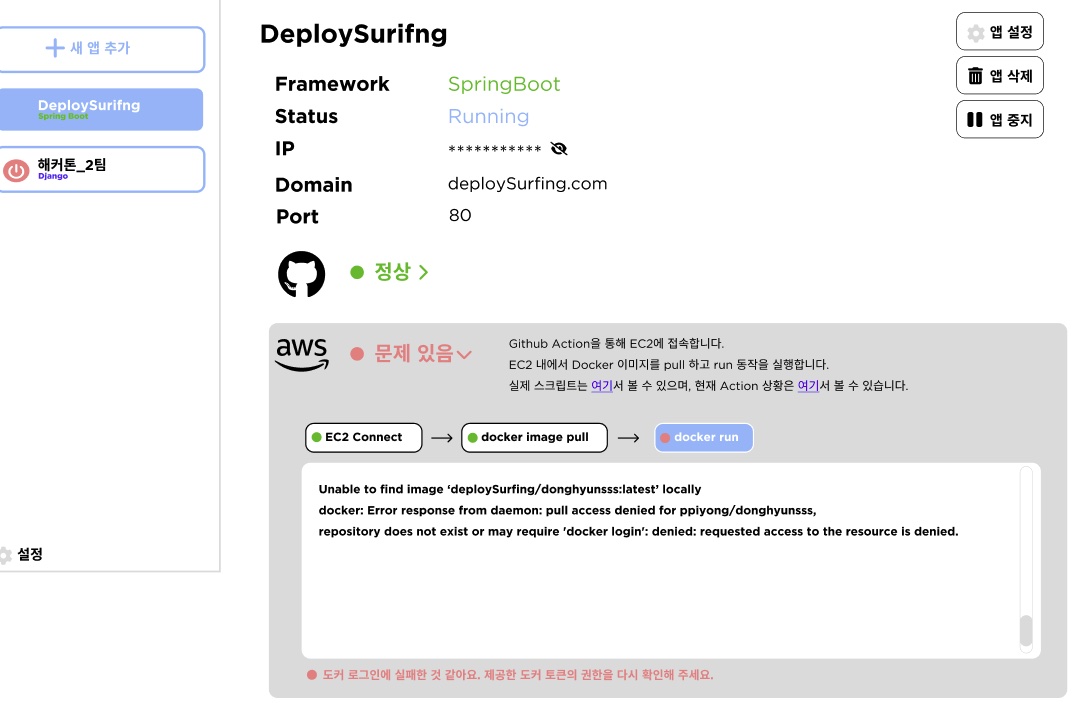 새 앱 추가
DeploySurifng
Spring Boot
해커톤_2팀
Django
설정
DeploySurifng
앱 설정
앱 삭제
앱 중지
Framework SpringBoot
Status Running
IP ***********
Domain deploySurfing.com
Port 80
정상
aws 문제 있음
Github Action을 통해 EC2에 접속합니다.
EC2 내에서 Docker 이미지를 pull 하고 run 동작을 실행합니다.
실제 스크립트는 여기서 볼 수 있으며, 현재 Action 상황은 여기서 볼 수 있습니다.
EC2 Connect → docker image pull → docker run
Unable to find image ‘deploySurfing/donghyunsss:latest’ locally
docker: Error response from daemon: pull access denied for ppiyong/donghyunsss,
repository does not exist or may require 'docker login': denied: requested access to the resource is denied.
도커 로그인에 실패한 것 같아요. 제공한 도커 토큰의 권한을 다시 확인해 주세요.